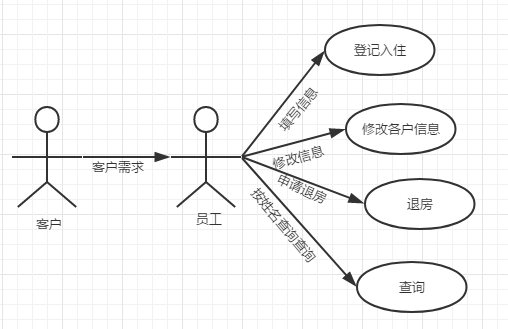 登记入住
填写信息
修改各户信息
修改信息
客户需求
申请退房
退房
按姓名查询查询
客户
员工
查询